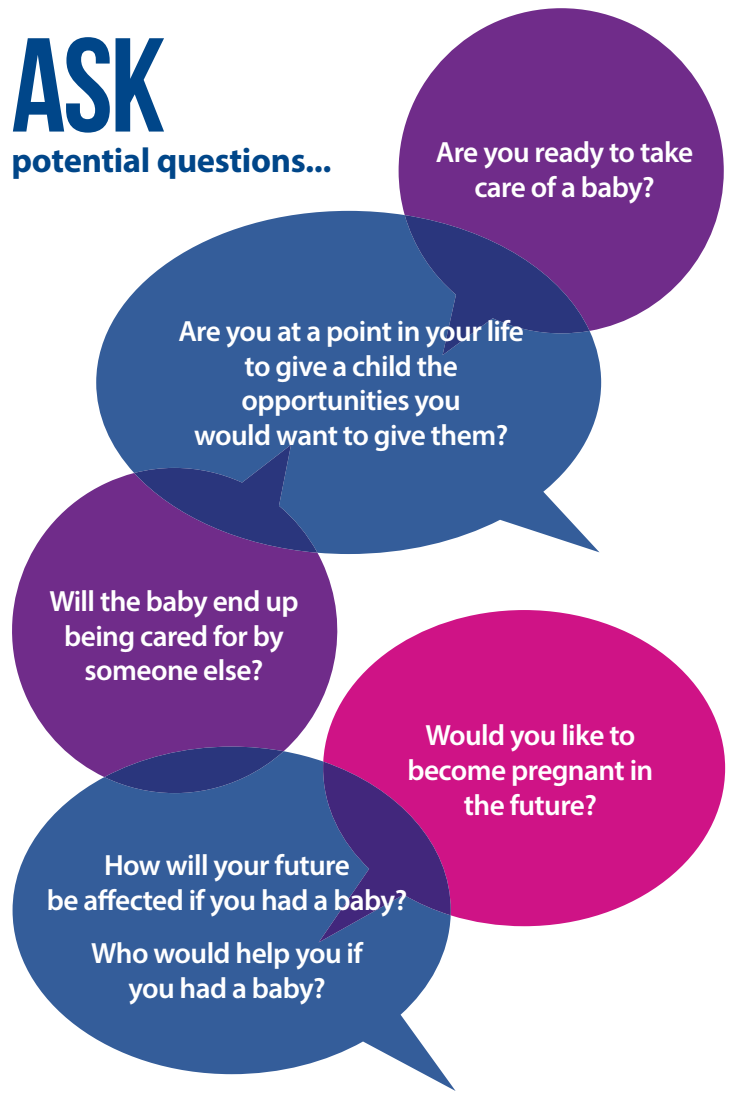 ASK
potential questions...
Are you ready to take
care of a baby?
Are you at a point in your life
to give a child the
opportunities you
would want to give them?
Will the baby end up
being cared for by
someone else?
Would you like to
become pregnant in
the future?
How will your future
be affected if you had a baby?
Who would help you if
you had a baby?